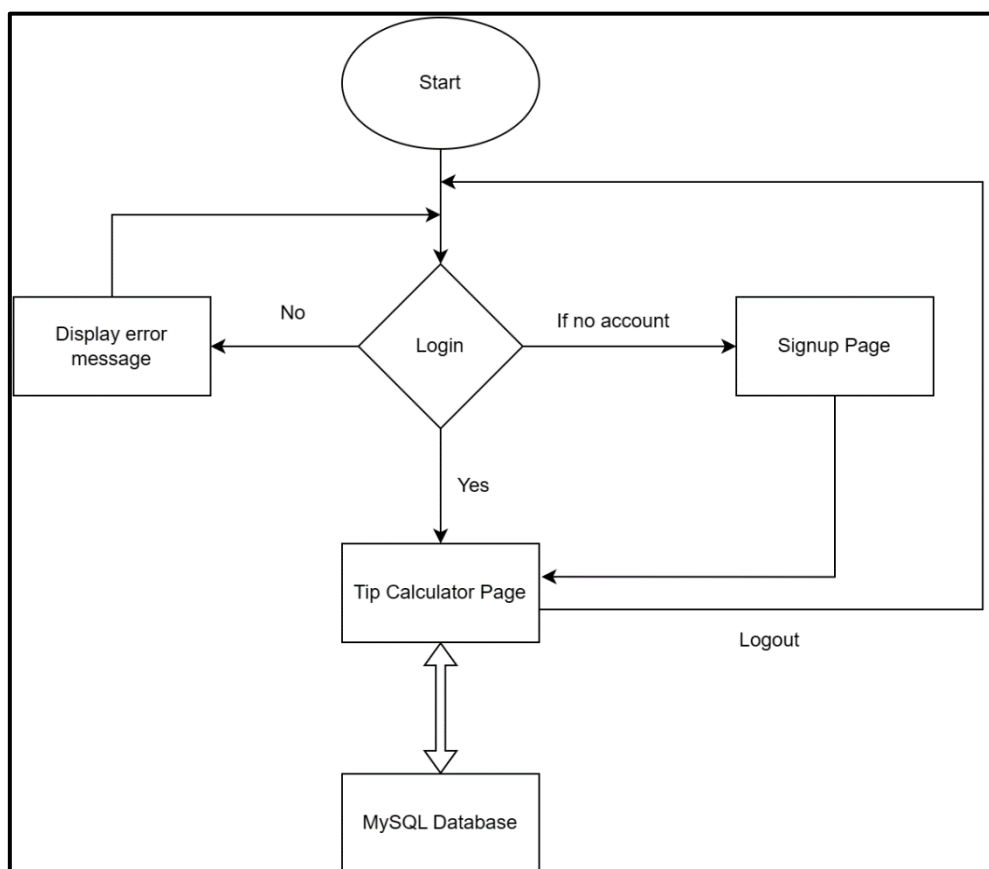 Start
No
If no account
Display error
message
Login
Signup Page
Yes
Tip Calculator Page
Logout
MySQL Database